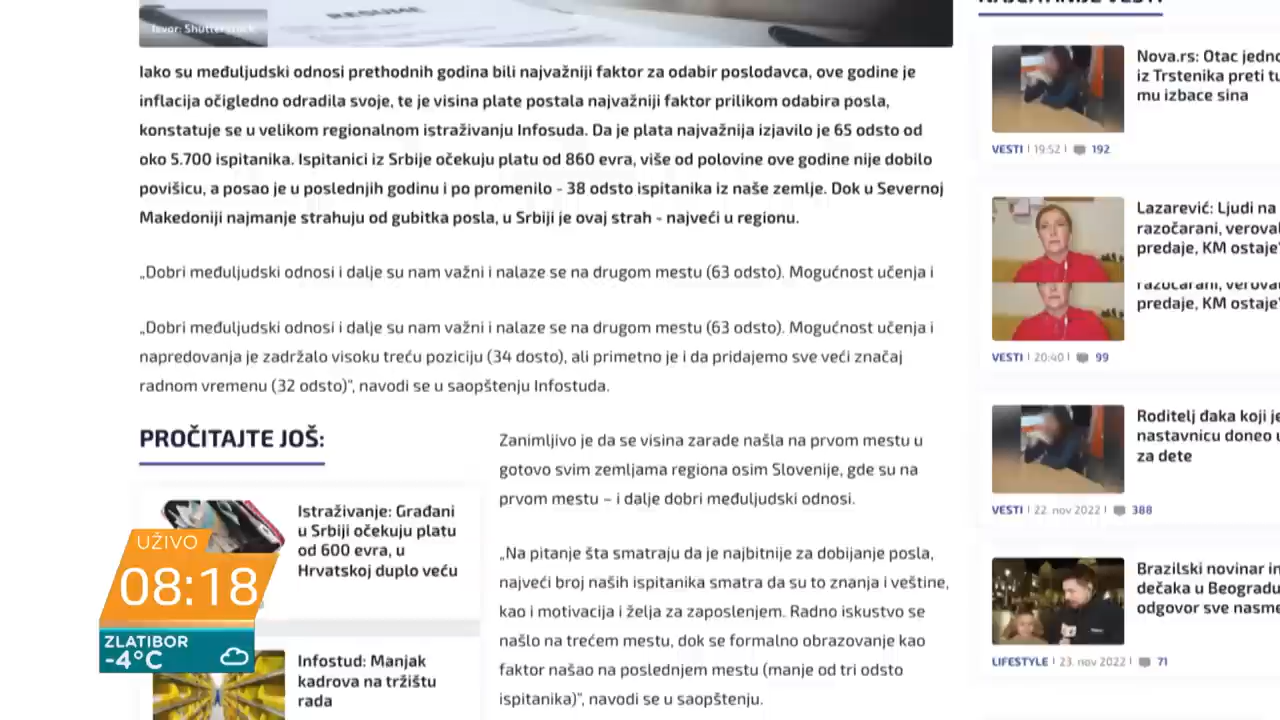 RESUME
Izvor: Shutterstock
Iako su međuljudski odnosi prethodnih godina bili najvažniji faktor za odabir poslodavca, ove godine je
inflacija očigledno odradila svoje, te je visina plate postala najvažniji faktor prilikom odabira posla,
konstatuje se u velikom regionalnom istraživanju Infosuda. Da je plata najvažnija izjavilo je 65 odsto od
oko 5.700 ispitanika. Ispitanici iz Srbije očekuju platu od 860 evra, više od polovine ove godine nije dobilo
povišicu, a posao je u poslednjih godinu i po promenilo - 38 odsto ispitanika iz naše zemlje. Dok u Severnoj
Makedoniji najmanje strahuju od gubitka posla, u Srbiji je ovaj strah - najveći u regionu.
„Dobri međuljudski odnosi i dalje su nam važni i nalaze se na drugom mestu (63 odsto). Mogućnost učenja i
„Dobri međuljudski odnosi i dalje su nam važni i nalaze se na drugom mestu (63 odsto). Mogućnost učenja i
napredovanja je zadržalo visoku treću poziciju (34 dosto), ali primetno je i da pridajemo sve veći značaj
radnom vremenu (32 odsto)“, navodi se u saopštenju Infostuda.
PROČITAJTE JOŠ:
Istraživanje: Građani
u Srbiji očekuju platu
od 600 evra, u
Hrvatskoj duplo veću
Infostud: Manjak
kadrova na tržištu
rada
Zanimljivo je da se visina zarade našla na prvom mestu u
gotovo svim zemljama regiona osim Slovenije, gde su na
prvom mestu – i dalje dobri međuljudski odnosi.
„Na pitanje šta smatraju da je najbitnije za dobijanje posla,
najveći broj naših ispitanika smatra da su to znanja i veštine,
kao i motivacija i želja za zaposlenjem. Radno iskustvo se
našlo na trećem mestu, dok se formalno obrazovanje kao
faktor našao na poslednjem mestu (manje od tri odsto
ispitanika)“, navodi se u saopštenju.
NAJČITANIJE VESTI
Nova.rs: Otac jedno
iz Trstenika preti tu
mu izbace sina
VESTI | 19:52 | 192
Lazarević: Ljudi na
razočarani, veroval
predaje, KM ostaje"
razočarani, veroval
predaje, KM ostaje"
VESTI | 20:40 | 99
Roditelj đaka koji je
nastavnicu doneo u
za dete
VESTI | 22. nov 2022 | 388
Brazilski novinar in
dečaka u Beogradu
odgovor sve nasme
LIFESTYLE | 23. nov 2022 | 71
UŽIVO
08:18
ZLATIBOR
-4°C